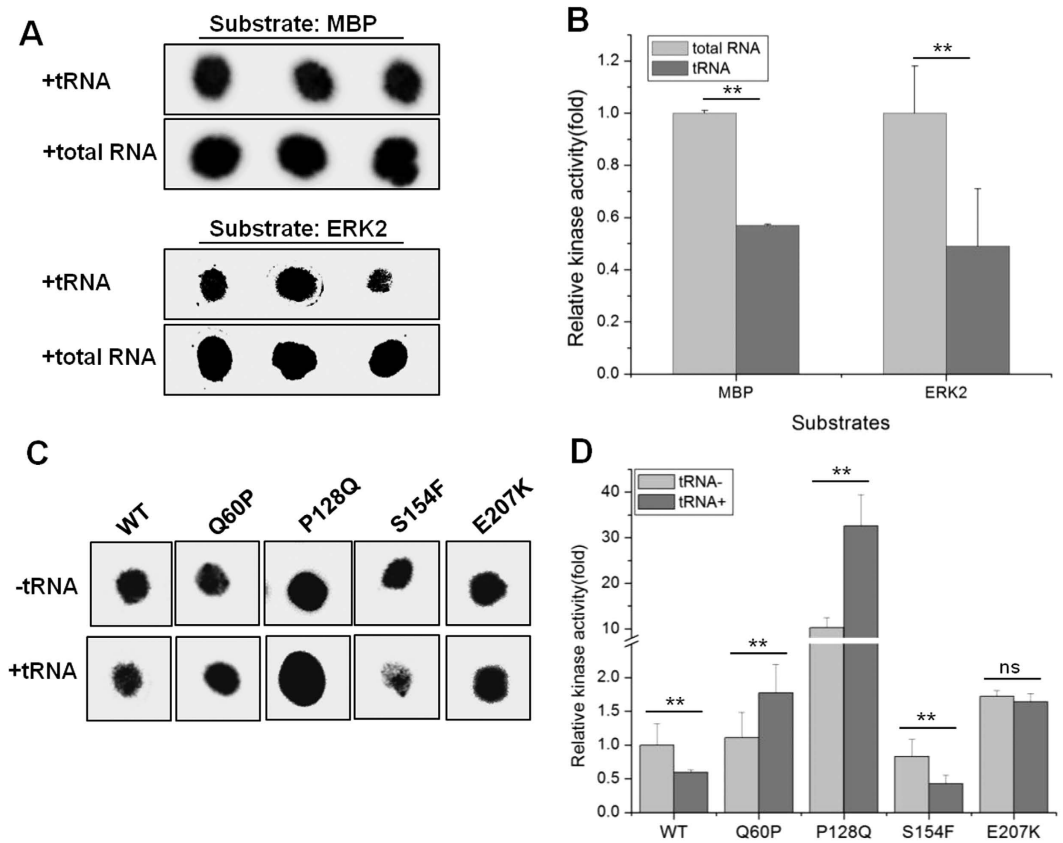 A
Substrate: MBP
+tRNA
+total RNA
Substrate: ERK2
+tRNA
+total RNA
B
Relative kinase activity(fold)
1.2
1.0
0.8
0.6
0.4
0.2
0.0
total RNA
tRNA
**
**
MBP
ERK2
Substrates
C
WT
Q60P
P128Q
S154F
E207K
-tRNA
+tRNA
D
Relative kinase activity(fold)
40
30
20
10
2.0
1.5
1.0
0.5
0.0
tRNA-
tRNA+
**
**
**
**
ns
WT
Q60P
P128Q
S154F
E207K